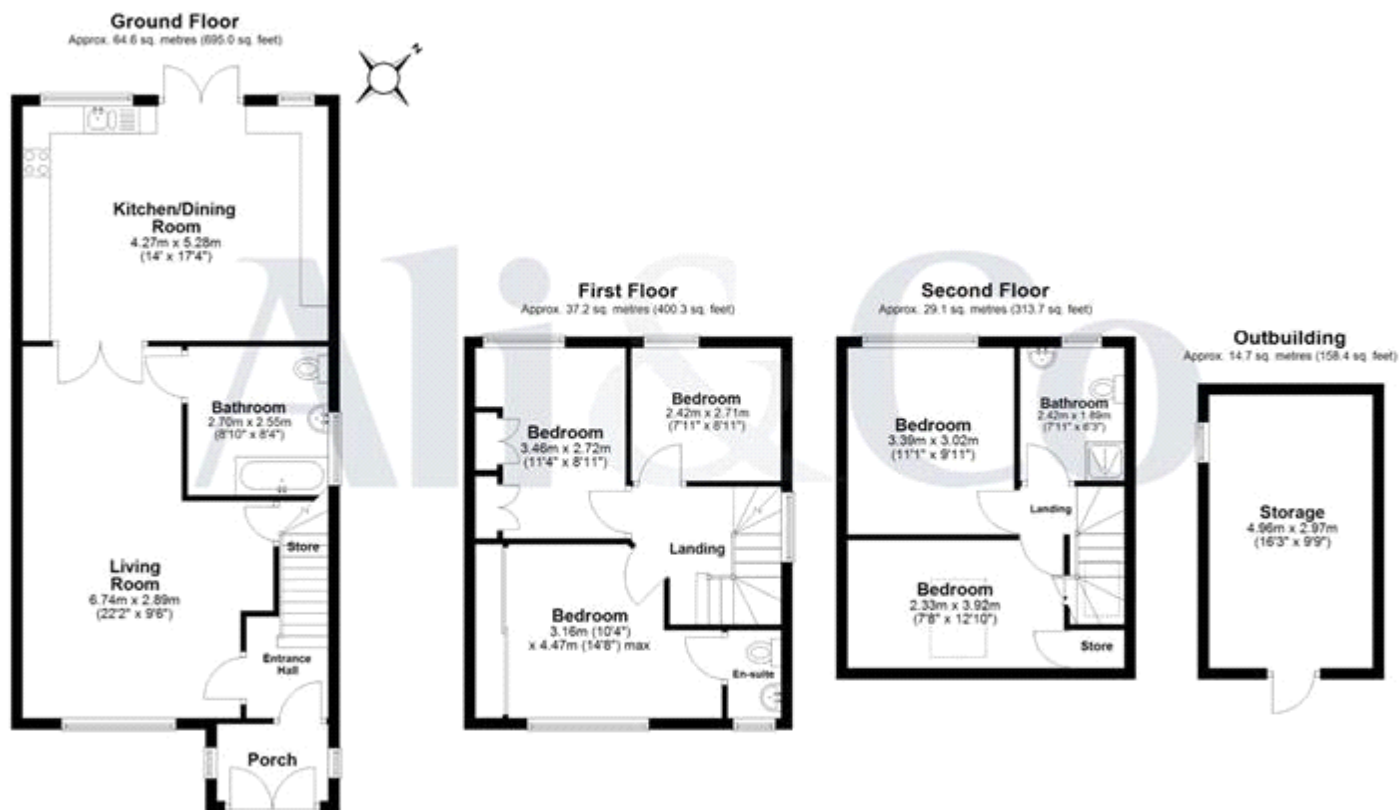 Ground Floor
Approx. 64.6 sq. metres (695.0 sq. feet)
N
Kitchen/Dining
Room
4.27m x 5.28m
(14' x 17'4")
Bathroom
2.70m x 2.55m
(8'10" x 8'4")
Store
Living
Room
6.74m x 2.89m
(22'2" x 9'6")
Entrance
Hall
Porch
First Floor
Approx. 37.2 sq. metres (400.3 sq. feet)
Bedroom
2.42m x 2.71m
(7'11" x 8'11")
Bedroom
3.46m x 2.72m
(11'4" x 8'11")
Landing
Bedroom
3.16m (10'4")
x 4.47m (14'8") max
En-suite
Second Floor
Approx. 29.1 sq. metres (313.7 sq. feet)
Bedroom
3.39m x 3.02m
(11'1" x 9'11")
Bathroom
2.42m x 1.89m
(7'11" x 6'3")
Landing
Bedroom
2.33m x 3.92m
(7'8" x 12'10")
Store
Outbuilding
Approx. 14.7 sq. metres (158.4 sq. feet)
Storage
4.96m x 2.97m
(16'3" x 9'9")
Ali&Co